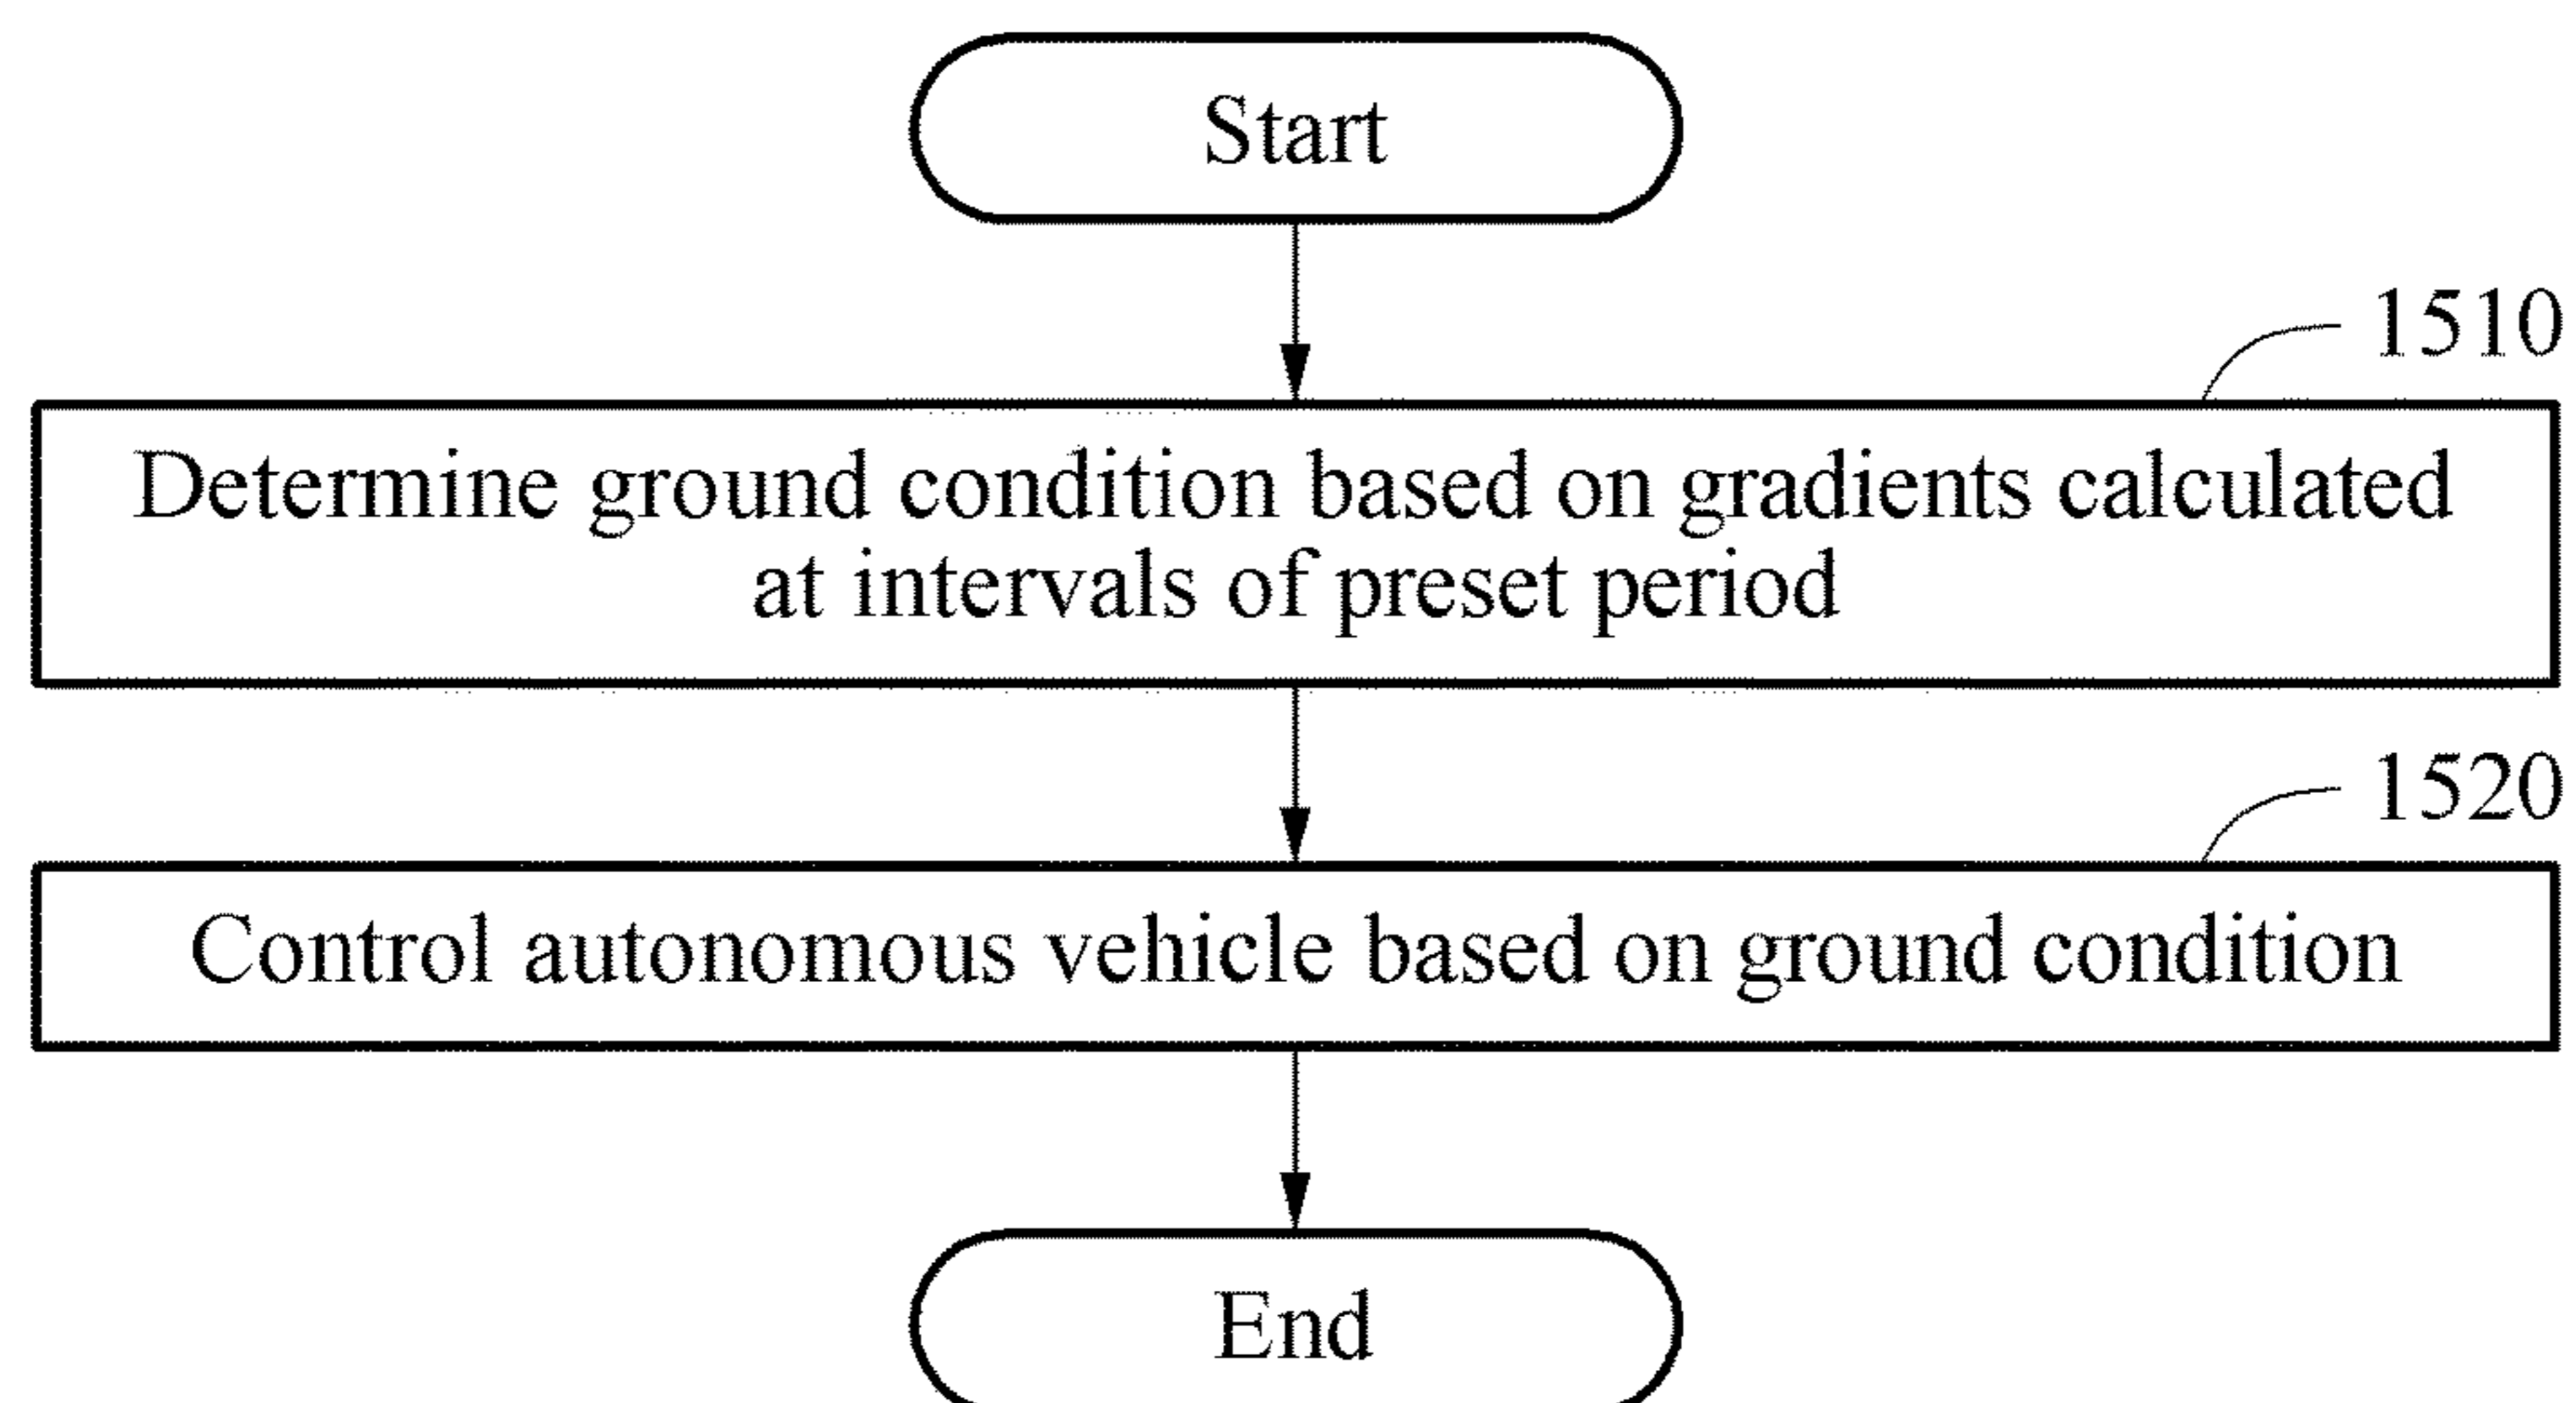 Start
1510
Determine ground condition based on gradients calculated
at intervals of preset period
1520
Control autonomous vehicle based on ground condition
End